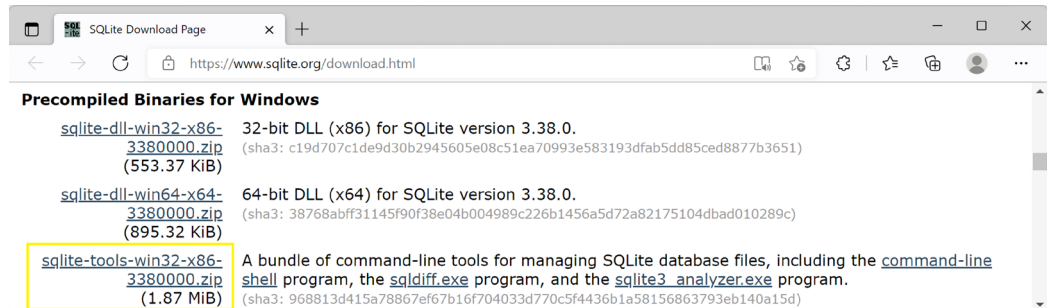 SQLite Download Page
https://www.sqlite.org/download.html
Precompiled Binaries for Windows
sqlite-dll-win32-x86-
3380000.zip
(553.37 KiB)
32-bit DLL (x86) for SQLite version 3.38.0.
(sha3: c19d707c1de9d30b2945605e08c51ea70993e583193dfab5dd85ced8877b3651)
sqlite-dll-win64-x64-
3380000.zip
(895.32 KiB)
64-bit DLL (x64) for SQLite version 3.38.0.
(sha3: 38768abff31145f90f38e04b004989c226b1456a5d72a82175104dbad010289c)
sqlite-tools-win32-x86-
3380000.zip
(1.87 MiB)
A bundle of command-line tools for managing SQLite database files, including the command-line
shell program, the sqldiff.exe program, and the sqlite3_analyzer.exe program.
(sha3: 968813d415a78867ef67b16f704033d770c5f4436b1a58156863793eb140a15d)